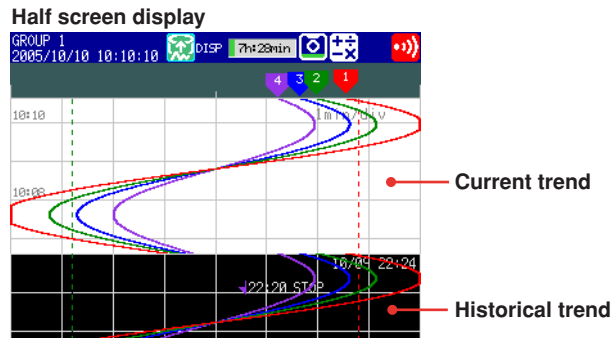 Half screen display
GROUP 1
2005/10/10 10:10:10
DISP
7h:28min
4 3 2 1
10:10
1min/div
10:08
Current trend
10/09 22:24
22:20 STOP
Historical trend